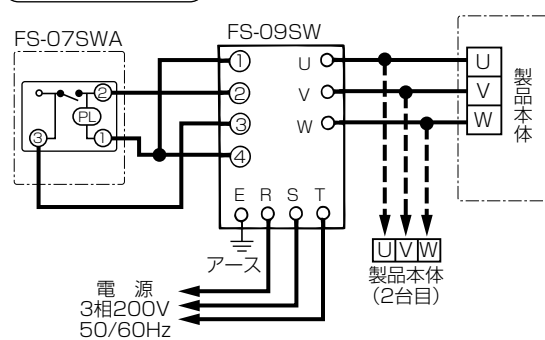 FS-07SWA
FS-09SW
②
PL
③
①
①
②
③
④
U
V
W
E R S T
アース
U
V
W
製品本体
U V W
製品本体
(2台目)
電 源
3相200V
50/60Hz